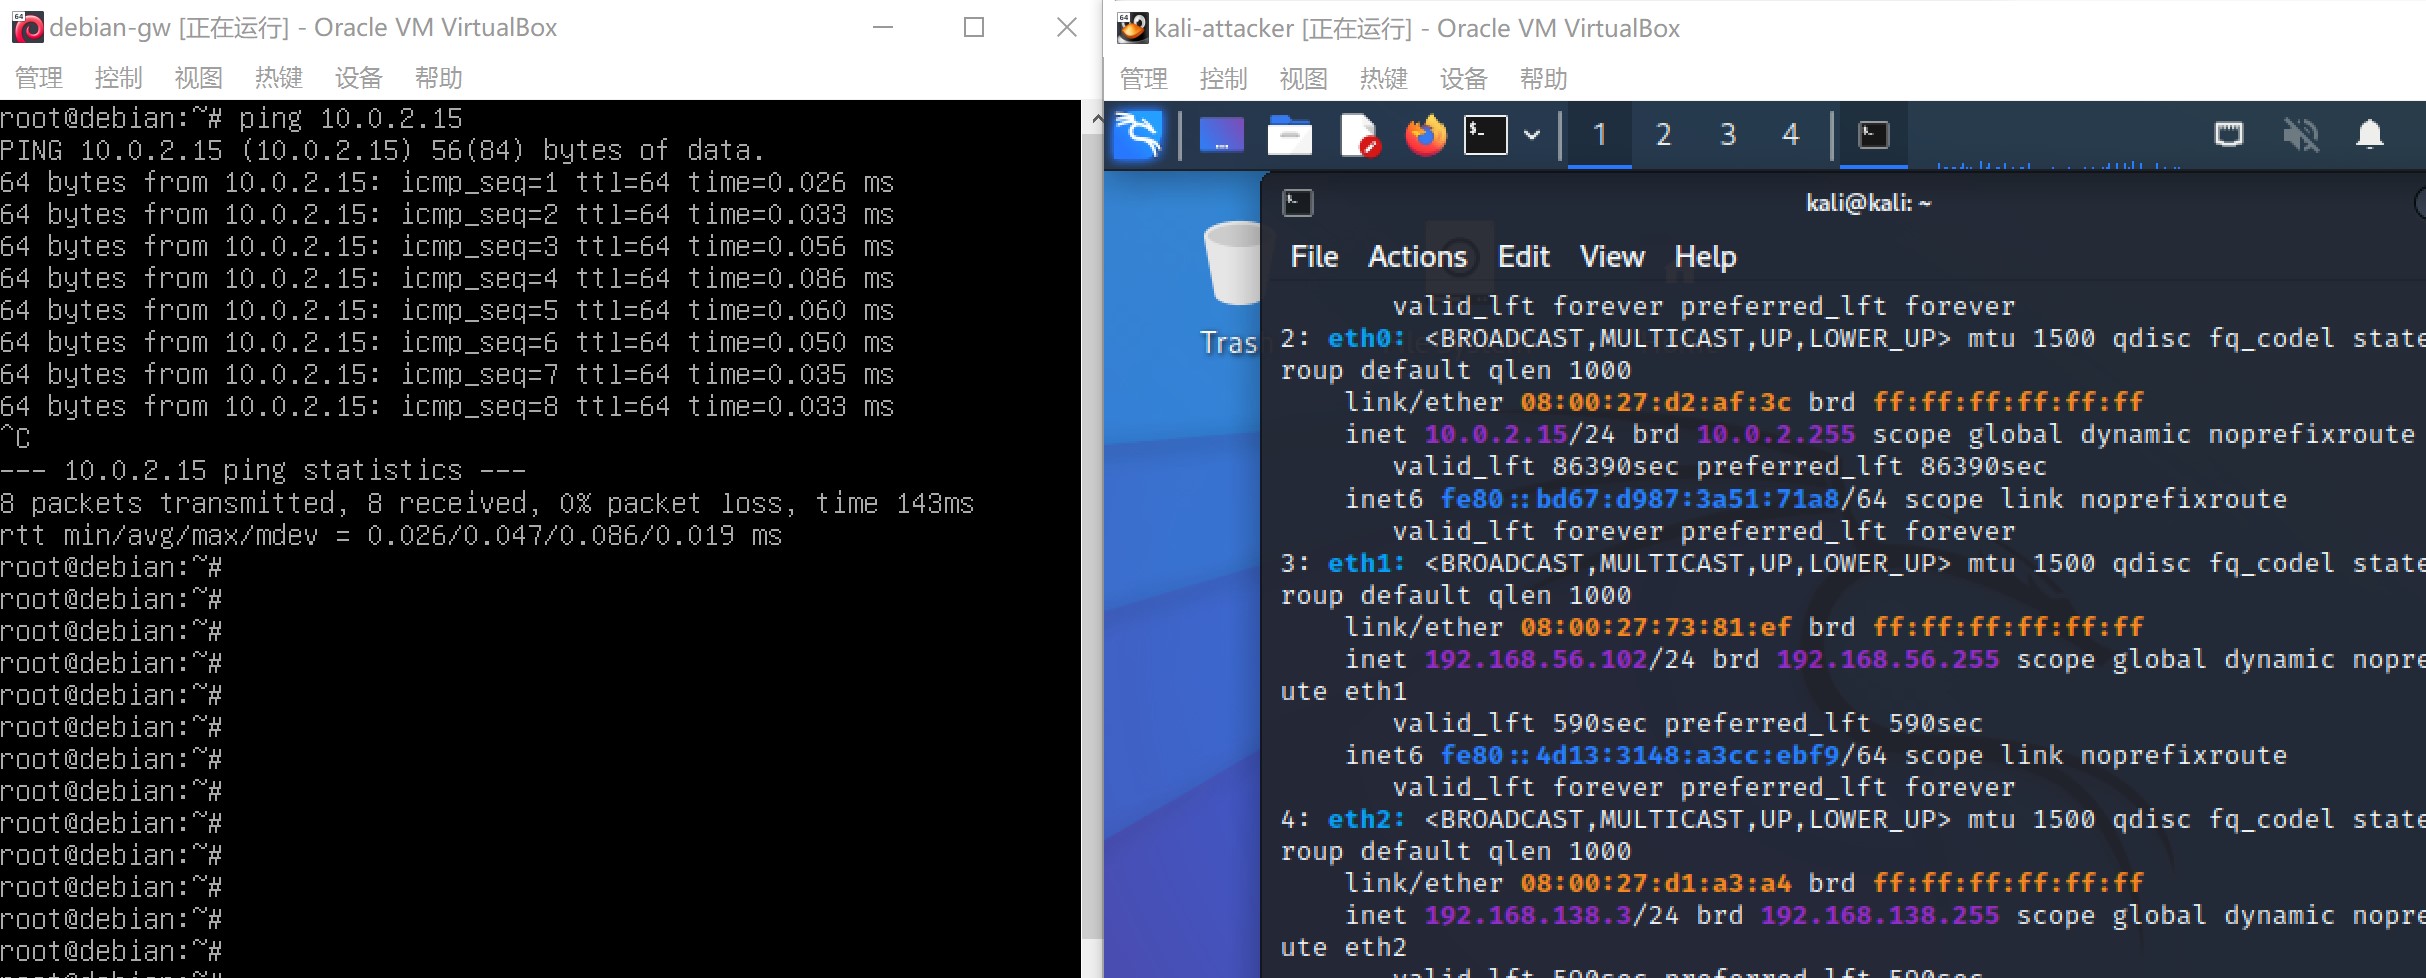 debian-gw [正在运行] - Oracle VM VirtualBox
管理 控制 视图 热键 设备 帮助
root@debian:~# ping 10.0.2.15
PING 10.0.2.15 (10.0.2.15) 56(84) bytes of data.
64 bytes from 10.0.2.15: icmp_seq=1 ttl=64 time=0.026 ms
64 bytes from 10.0.2.15: icmp_seq=2 ttl=64 time=0.033 ms
64 bytes from 10.0.2.15: icmp_seq=3 ttl=64 time=0.056 ms
64 bytes from 10.0.2.15: icmp_seq=4 ttl=64 time=0.086 ms
64 bytes from 10.0.2.15: icmp_seq=5 ttl=64 time=0.060 ms
64 bytes from 10.0.2.15: icmp_seq=6 ttl=64 time=0.050 ms
64 bytes from 10.0.2.15: icmp_seq=7 ttl=64 time=0.035 ms
64 bytes from 10.0.2.15: icmp_seq=8 ttl=64 time=0.033 ms
^C
--- 10.0.2.15 ping statistics ---
8 packets transmitted, 8 received, 0% packet loss, time 143ms
rtt min/avg/max/mdev = 0.026/0.047/0.086/0.019 ms
root@debian:~#
root@debian:~#
root@debian:~#
root@debian:~#
root@debian:~#
root@debian:~#
root@debian:~#
root@debian:~#
root@debian:~#
root@debian:~#
root@debian:~#
root@debian:~#
root@debian:~#
root@debian:~#
kali-attacker [正在运行] - Oracle VM VirtualBox
管理 控制 视图 热键 设备 帮助
1 2 3 4
Trash
kali@kali: ~
File Actions Edit View Help
valid_lft forever preferred_lft forever
2: eth0: <BROADCAST,MULTICAST,UP,LOWER_UP> mtu 1500 qdisc fq_codel state
roup default qlen 1000
link/ether 08:00:27:d2:af:3c brd ff:ff:ff:ff:ff:ff
inet 10.0.2.15/24 brd 10.0.2.255 scope global dynamic noprefixroute
valid_lft 86390sec preferred_lft 86390sec
inet6 fe80::bd67:d987:3a51:71a8/64 scope link noprefixroute
valid_lft forever preferred_lft forever
3: eth1: <BROADCAST,MULTICAST,UP,LOWER_UP> mtu 1500 qdisc fq_codel state
roup default qlen 1000
link/ether 08:00:27:73:81:ef brd ff:ff:ff:ff:ff:ff
inet 192.168.56.102/24 brd 192.168.56.255 scope global dynamic nopre
ute eth1
valid_lft 590sec preferred_lft 590sec
inet6 fe80::4d13:3148:a3cc:ebf9/64 scope link noprefixroute
valid_lft forever preferred_lft forever
4: eth2: <BROADCAST,MULTICAST,UP,LOWER_UP> mtu 1500 qdisc fq_codel state
roup default qlen 1000
link/ether 08:00:27:d1:a3:a4 brd ff:ff:ff:ff:ff:ff
inet 192.168.138.3/24 brd 192.168.138.255 scope global dynamic nopre
ute eth2
valid_lft 590sec preferred_lft 590sec